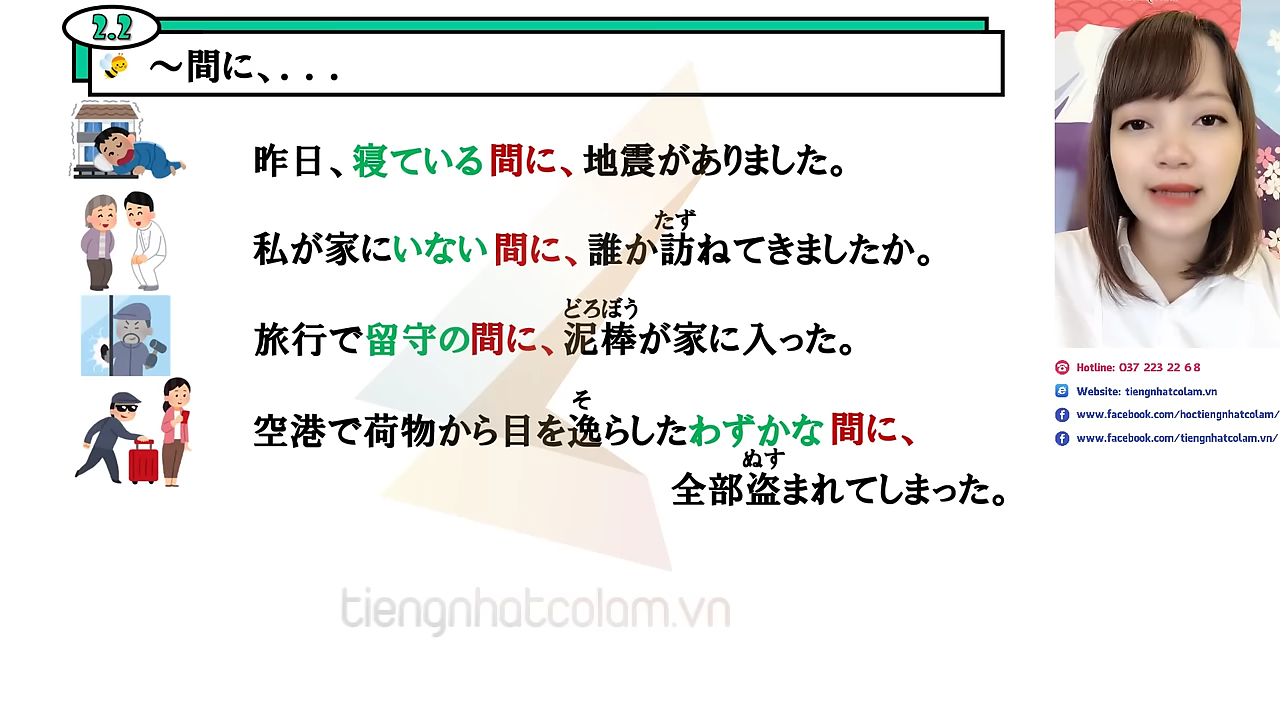 2.2
～間に、. . .
昨日、寝ている間に、地震がありました。
たず
私が家にいない間に、誰か訪ねてきましたか。
どろぼう
旅行で留守の間に、泥棒が家に入った。
そ
空港で荷物から目を逸らしたわずかな間に、
ぬす
全部盗まれてしまった。
tiengnhatcolam.vn
Hotline: 037 223 22 68
Website: tiengnhatcolam.vn
www.facebook.com/hoctiengnhatcolam/
www.facebook.com/tiengnhatcolam.vn/